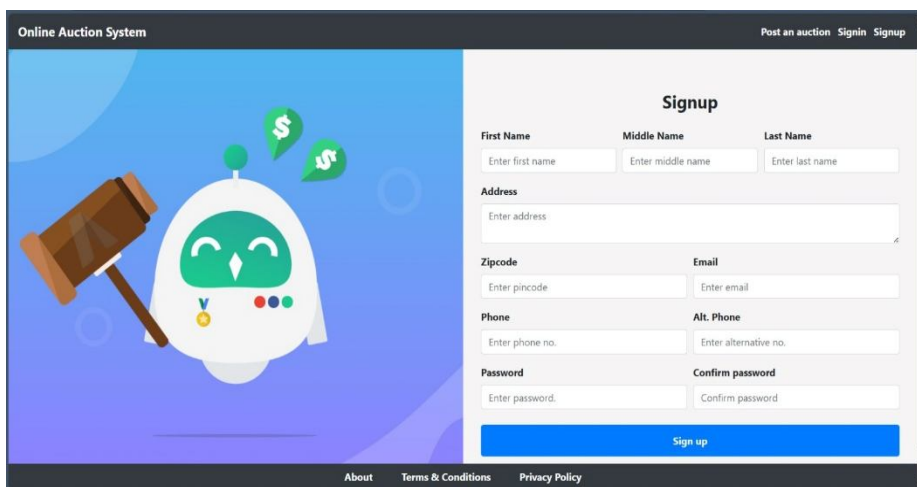 Online Auction System
Post an auction Signin Signup
$
$
Signup
First Name Middle Name Last Name
Enter first name Enter middle name Enter last name
Address
Enter address
Zipcode Email
Enter pincode Enter email
Phone Alt. Phone
Enter phone no. Enter alternative no.
Password Confirm password
Enter password. Confirm password
Sign up
About Terms & Conditions Privacy Policy